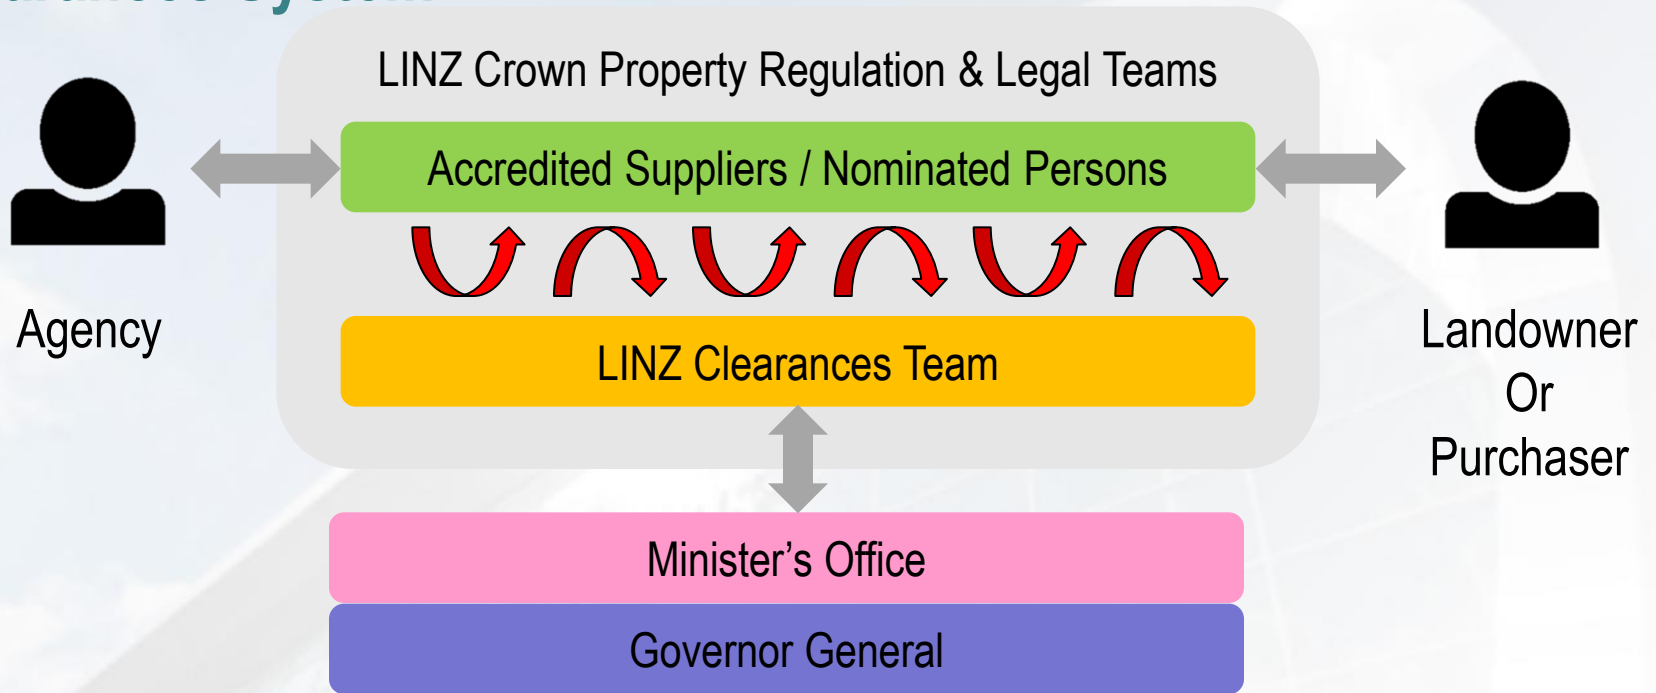 System
LINZ Crown Property Regulation & Legal Teams
Accredited Suppliers / Nominated Persons
Agency
LINZ Clearances Team
Landowner
Or
Purchaser
Minister’s Office
Governor General